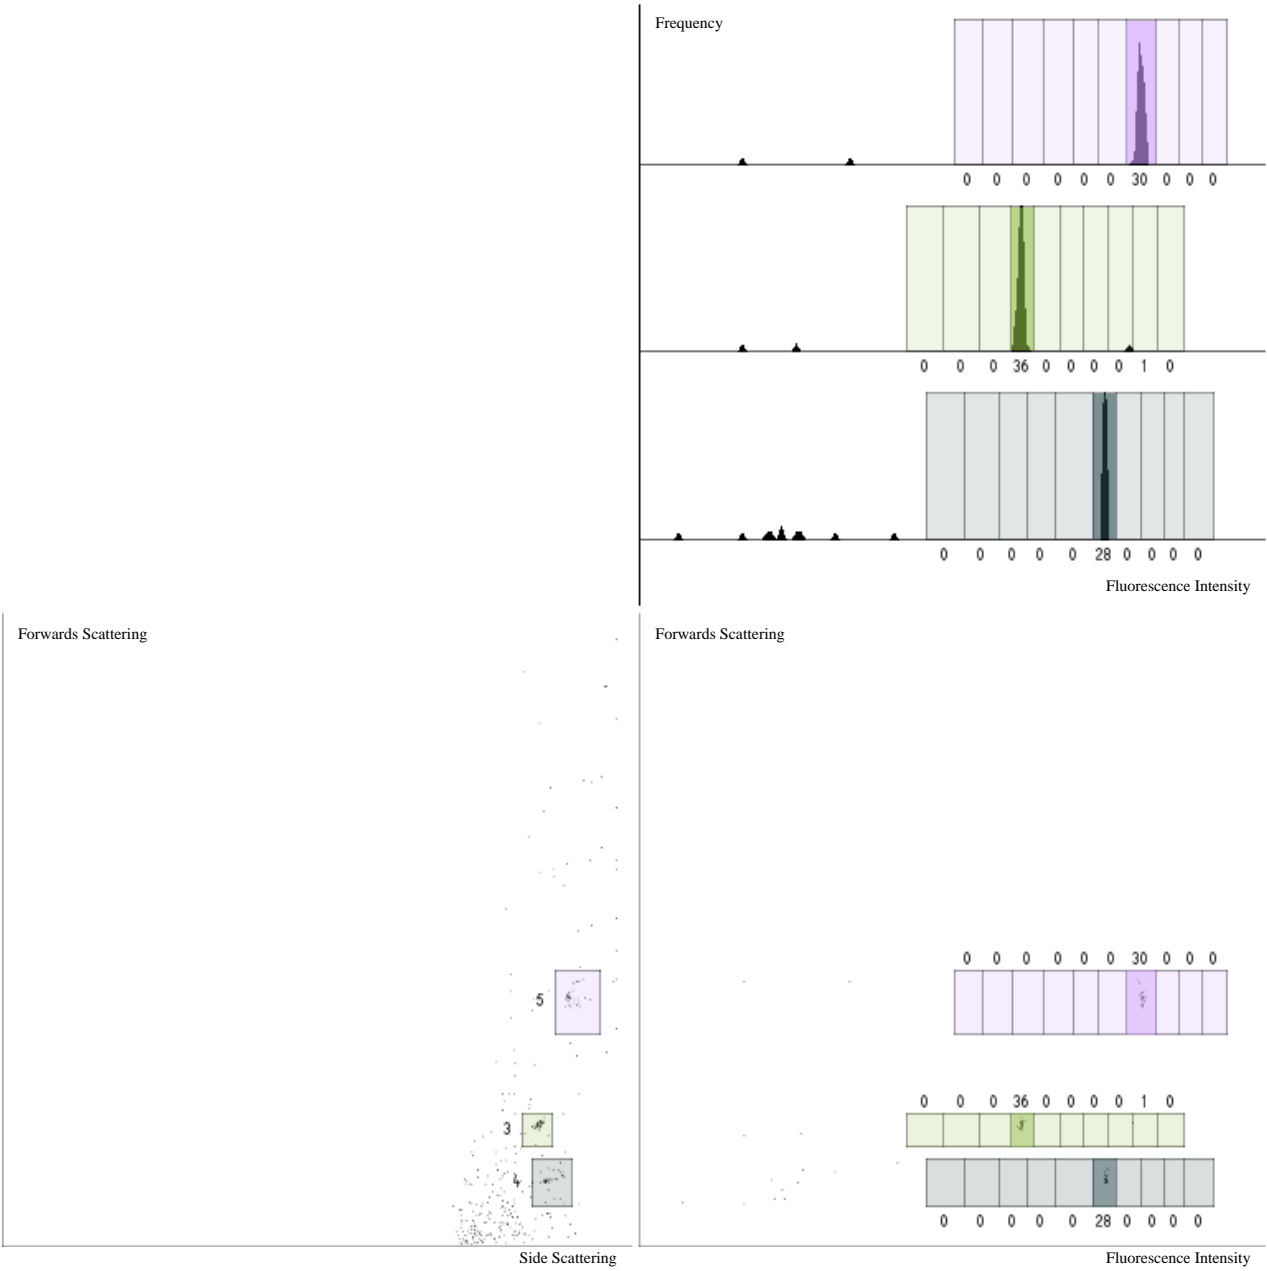 Frequency
0 0 0 0 0 0 30 0 0 0
0 0 0 36 0 0 0 0 1 0
0 0 0 0 0 28 0 0 0 0
Fluorescence Intensity
Forwards Scattering
5
3
4
Side Scattering
Forwards Scattering
0 0 0 0 0 0 30 0 0 0
0 0 0 36 0 0 0 0 1 0
0 0 0 0 0 28 0 0 0 0
Fluorescence Intensity